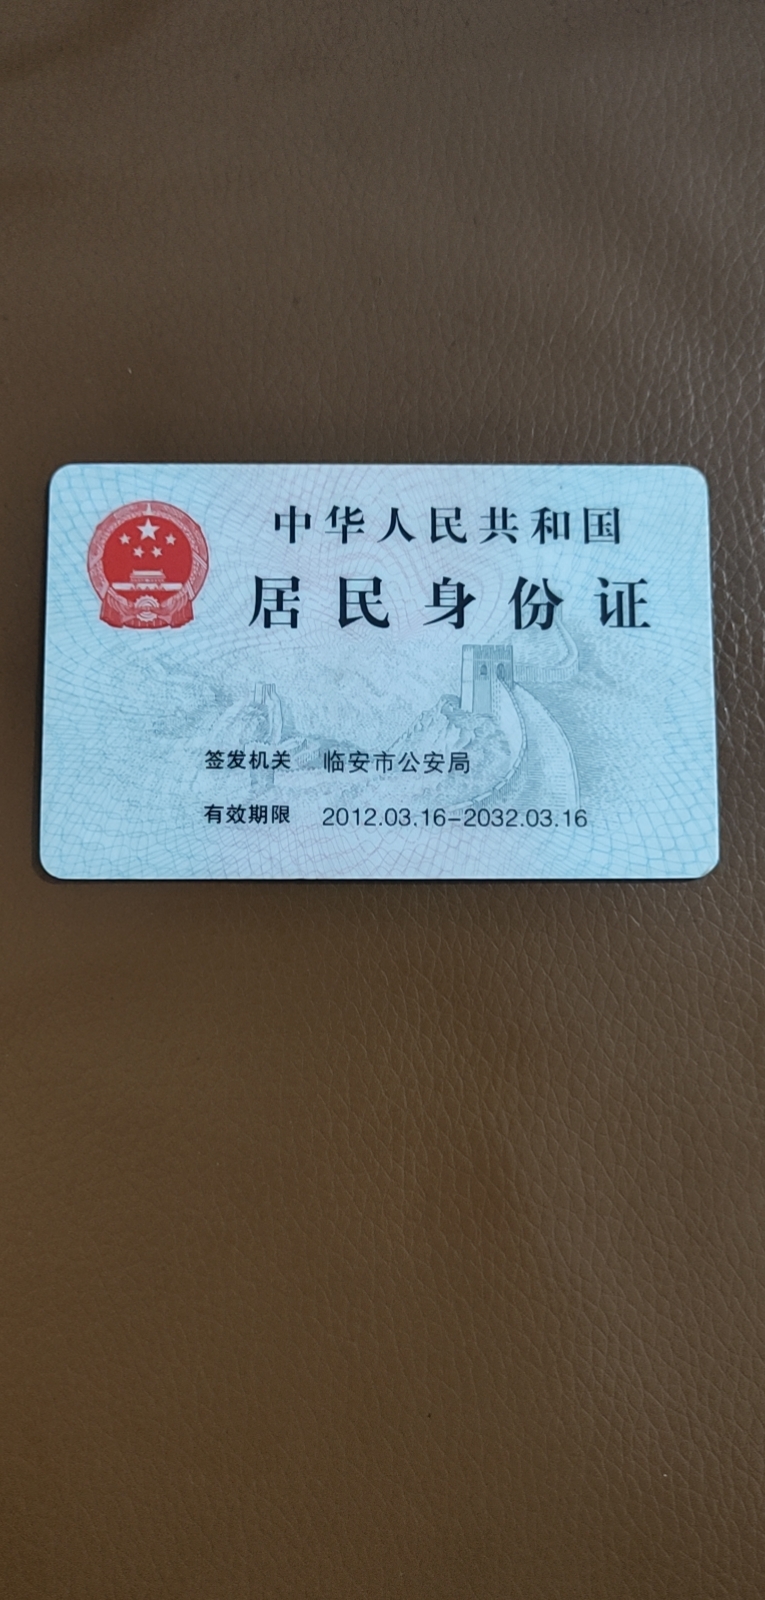 中华人民共和国
居民身份证
签发机关 临安市公安局
有效期限 2012.03.16-2032.03.16